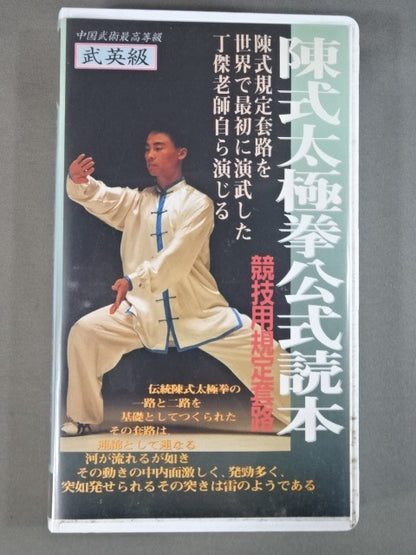 中国武術最高等級
武英級
陳式太極拳公式読本
競技用規定套路
陳式規定套路を
世界で最初に演武した
丁傑老師自ら演じる
伝統陳式太極拳の
一路と二路を
基礎としてつくられた
その套路は
連綿として連なる
河が流れるが如き
その動きの中内面激しく、発勁多く、
突如発せられるその突きは雷のようである